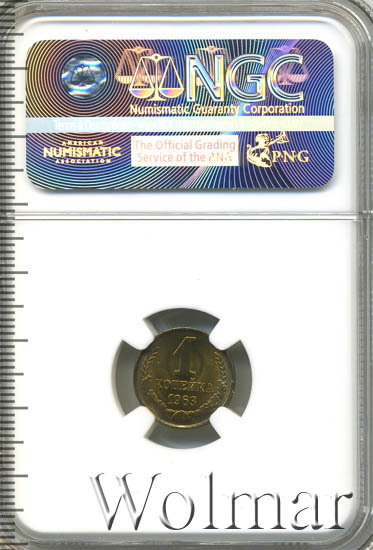 NGC
Numismatic Guaranty Corporation
AMERICAN
NUMISMATIC
ASSOCIATION
The Official Grading
Service of the ANA
PNG
1
КОПЕЙКА
1963
Wolmar